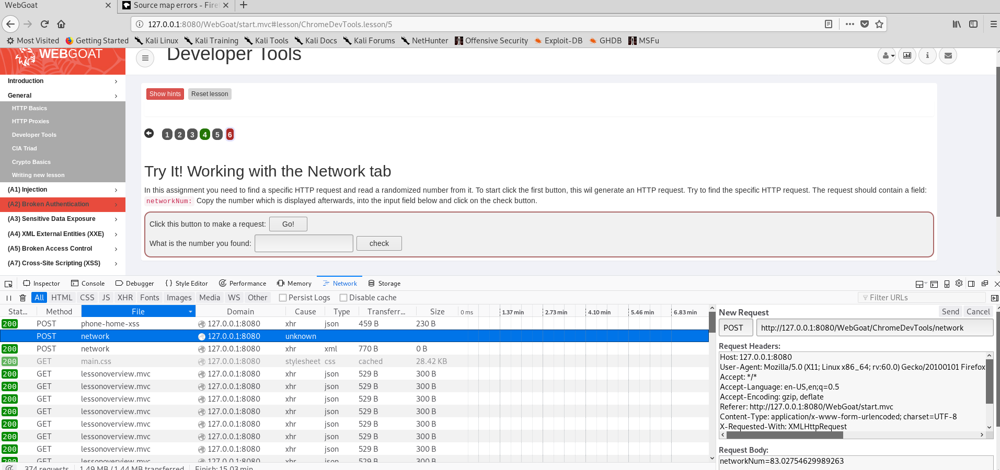 WebGoat
Source map errors - Fire
127.0.0.1:8080/WebGoat/start.mvc#lesson/ChromeDevTools.lesson/5
Most Visited Getting Started Kali Linux Kali Training Kali Tools Kali Docs Kali Forums NetHunter Offensive Security Exploit-DB GHDB MSFu
WEBGOAT
Developer Tools
Introduction
General
HTTP Basics
HTTP Proxies
Developer Tools
CIA Triad
Crypto Basics
Writing new lesson
(A1) Injection
(A2) Broken Authentication
(A3) Sensitive Data Exposure
(A4) XML External Entities (XXE)
(A5) Broken Access Control
(A7) Cross-Site Scripting (XSS)
Show hints Reset lesson
1 2 3 4 5 6
Try It! Working with the Network tab
In this assignment you need to find a specific HTTP request and read a randomized number from it. To start click the first button, this wil generate an HTTP request. Try to find the specific HTTP request. The request should contain a field:
networkNum: Copy the number which is displayed afterwards, into the input field below and click on the check button.
Click this button to make a request: Go!
What is the number you found: check
Inspector Console Debugger {} Style Editor Performance Memory Network Storage
All HTML CSS JS XHR Fonts Images Media WS Other Persist Logs Disable cache Filter URLs
Stat... Method File Domain Cause Type Transferr... Size 0 ms 1.37 min 2.73 min 4.10 min 5.46 min 6.83 min
200 POST phone-home-xss 127.0.0.1:8080 xhr json 459 B 230 B
POST network 127.0.0.1:8080 unknown
200 POST network 127.0.0.1:8080 xhr xml 770 B 0 B
200 GET main.css 127.0.0.1:8080 stylesheet css cached 28.42 KB
200 GET lessonoverview.mvc 127.0.0.1:8080 xhr json 529 B 300 B
200 GET lessonoverview.mvc 127.0.0.1:8080 xhr json 529 B 300 B
200 GET lessonoverview.mvc 127.0.0.1:8080 xhr json 529 B 300 B
200 GET lessonoverview.mvc 127.0.0.1:8080 xhr json 529 B 300 B
200 GET lessonoverview.mvc 127.0.0.1:8080 xhr json 529 B 300 B
200 GET lessonoverview.mvc 127.0.0.1:8080 xhr json 529 B 300 B
200 GET lessonoverview.mvc 127.0.0.1:8080 xhr json 529 B 300 B
200 GET lessonoverview.mvc 127.0.0.1:8080 xhr json 529 B 300 B
374 requests 1.49 MB / 1.44 MB transferred Finish: 15.03 min
New Request Send Cancel
POST http://127.0.0.1:8080/WebGoat/ChromeDevTools/network
Request Headers:
Host: 127.0.0.1:8080
User-Agent: Mozilla/5.0 (X11; Linux x86_64; rv:60.0) Gecko/20100101 Firefox
Accept: */*
Accept-Language: en-US,en;q=0.5
Accept-Encoding: gzip, deflate
Referer: http://127.0.0.1:8080/WebGoat/start.mvc
Content-Type: application/x-www-form-urlencoded; charset=UTF-8
X-Requested-With: XMLHttpRequest
Request Body:
networkNum=83.02754629989263